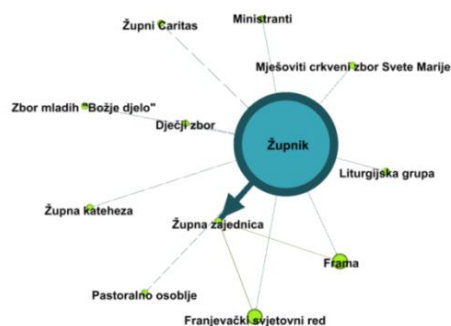 Župni Caritas
Ministranti
Mješoviti crkveni zbor Svete Marije
Zbor mladih "Božje djelo"
Dječji zbor
Župnik
Liturgijska grupa
Župna kateheza
Župna zajednica
Frama
Pastoralno osoblje
Franjevački svjetovni red